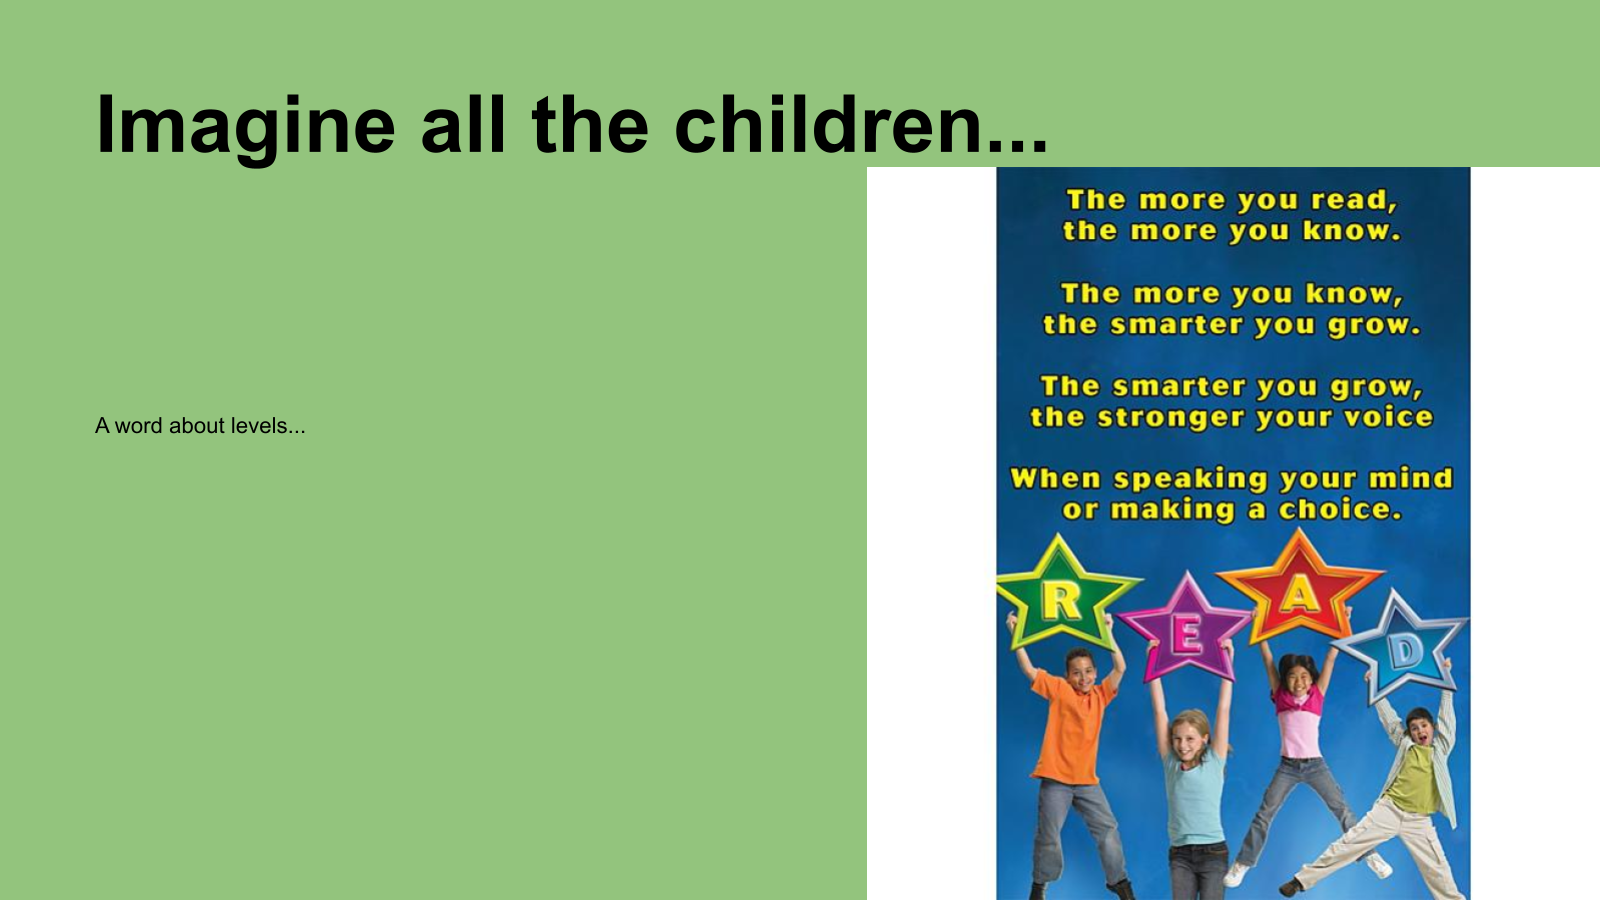 Imagine all the children...
A word about levels...
The more you read,
the more you know.
The more you know,
the smarter you grow.
The smarter you grow,
the stronger your voice
When speaking your mind
or making a choice.
R E A D